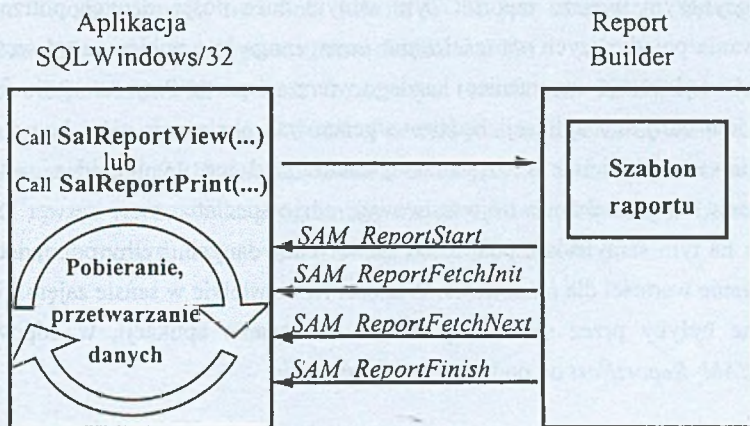 Aplikacja
SQLWindows/32
Report
Builder
Call SalReportView(...)
lub
Call SalReportPrint(...)
Szablon
raportu
SAM_ReportStart
SAM_ReportFetchInit
SAM_ReportFetchNext
SAM_ReportFinish
Pobieranie,
przetwarzanie
danych